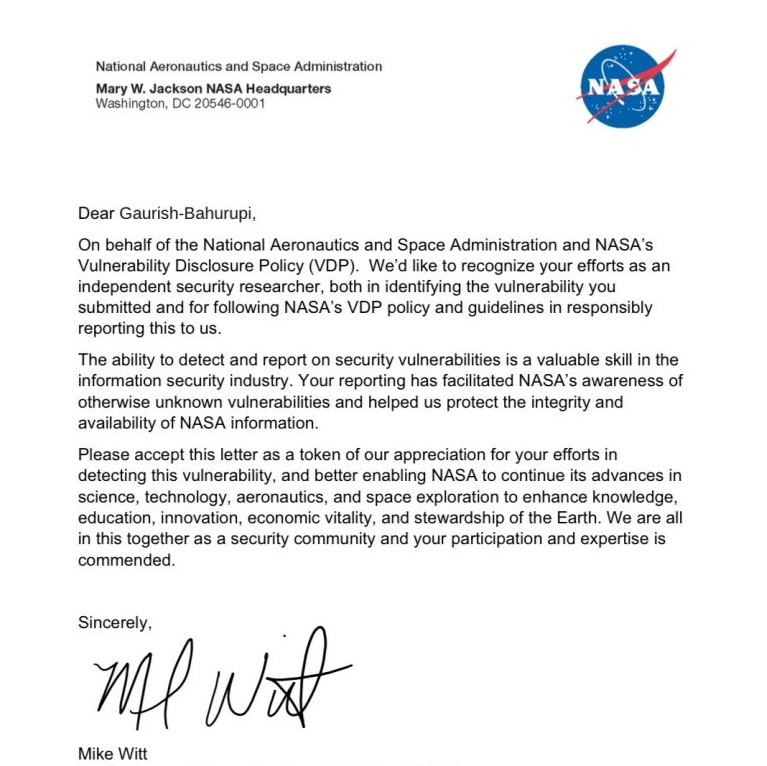 National Aeronautics and Space Administration
Mary W. Jackson NASA Headquarters
Washington, DC 20546-0001
NASA
Dear Gaurish-Bahurupi,
On behalf of the National Aeronautics and Space Administration and NASA’s
Vulnerability Disclosure Policy (VDP).  We’d like to recognize your efforts as an
independent security researcher, both in identifying the vulnerability you
submitted and for following NASA’s VDP policy and guidelines in responsibly
reporting this to us.
The ability to detect and report on security vulnerabilities is a valuable skill in the
information security industry. Your reporting has facilitated NASA’s awareness of
otherwise unknown vulnerabilities and helped us protect the integrity and
availability of NASA information.
Please accept this letter as a token of our appreciation for your efforts in
detecting this vulnerability, and better enabling NASA to continue its advances in
science, technology, aeronautics, and space exploration to enhance knowledge,
education, innovation, economic vitality, and stewardship of the Earth. We are all
in this together as a security community and your participation and expertise is
commended.
Sincerely,
Mike Witt